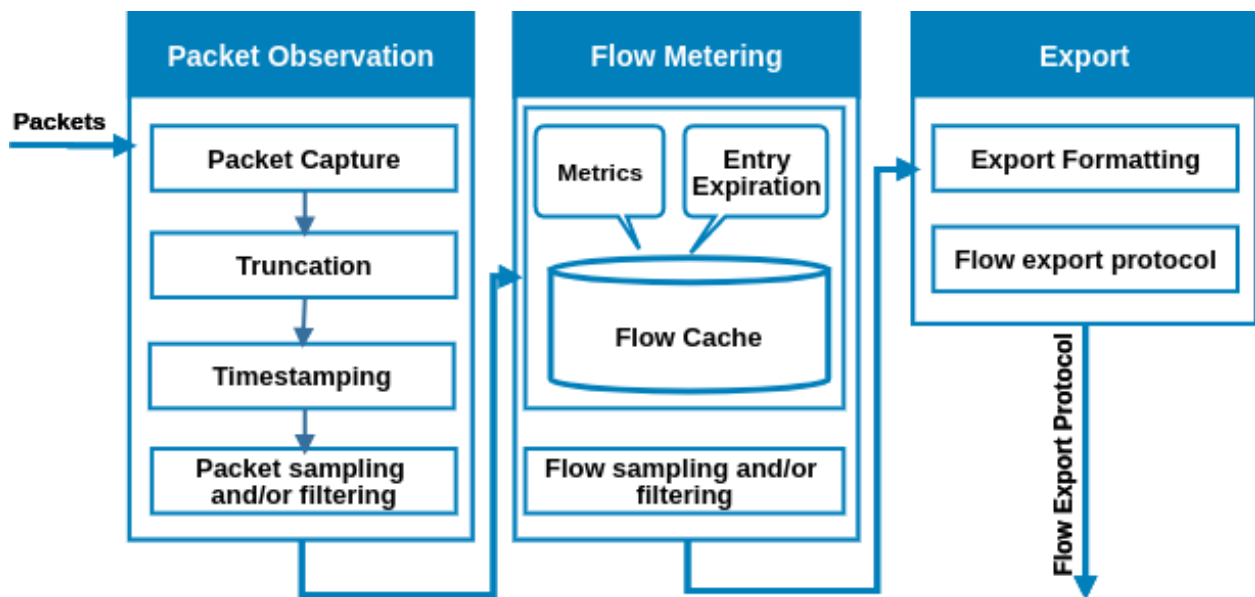 Packet Observation
Flow Metering
Export
Packets
Packet Capture
Truncation
Timestamping
Packet sampling
and/or filtering
Metrics
Entry
Expiration
Flow Cache
Flow sampling and/or
filtering
Export Formatting
Flow export protocol
Flow Export Protocol